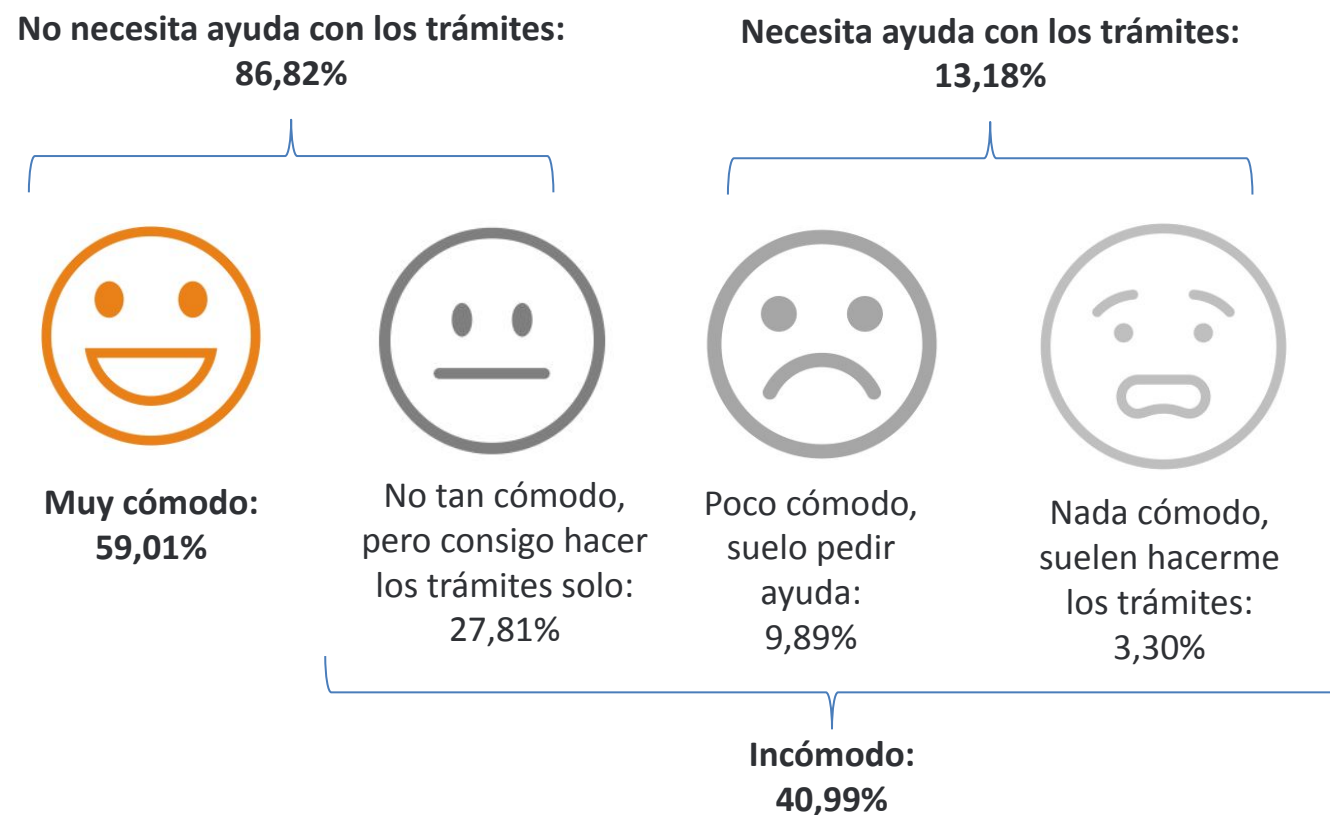 No necesita ayuda con los trámites:
86,82%
Necesita ayuda con los trámites:
13,18%
Muy cómodo:
59,01%
No tan cómodo,
pero consigo hacer
los trámites solo:
27,81%
Poco cómodo,
suelo pedir
ayuda:
9,89%
Nada cómodo,
suelen hacerme
los trámites:
3,30%
Incómodo:
40,99%